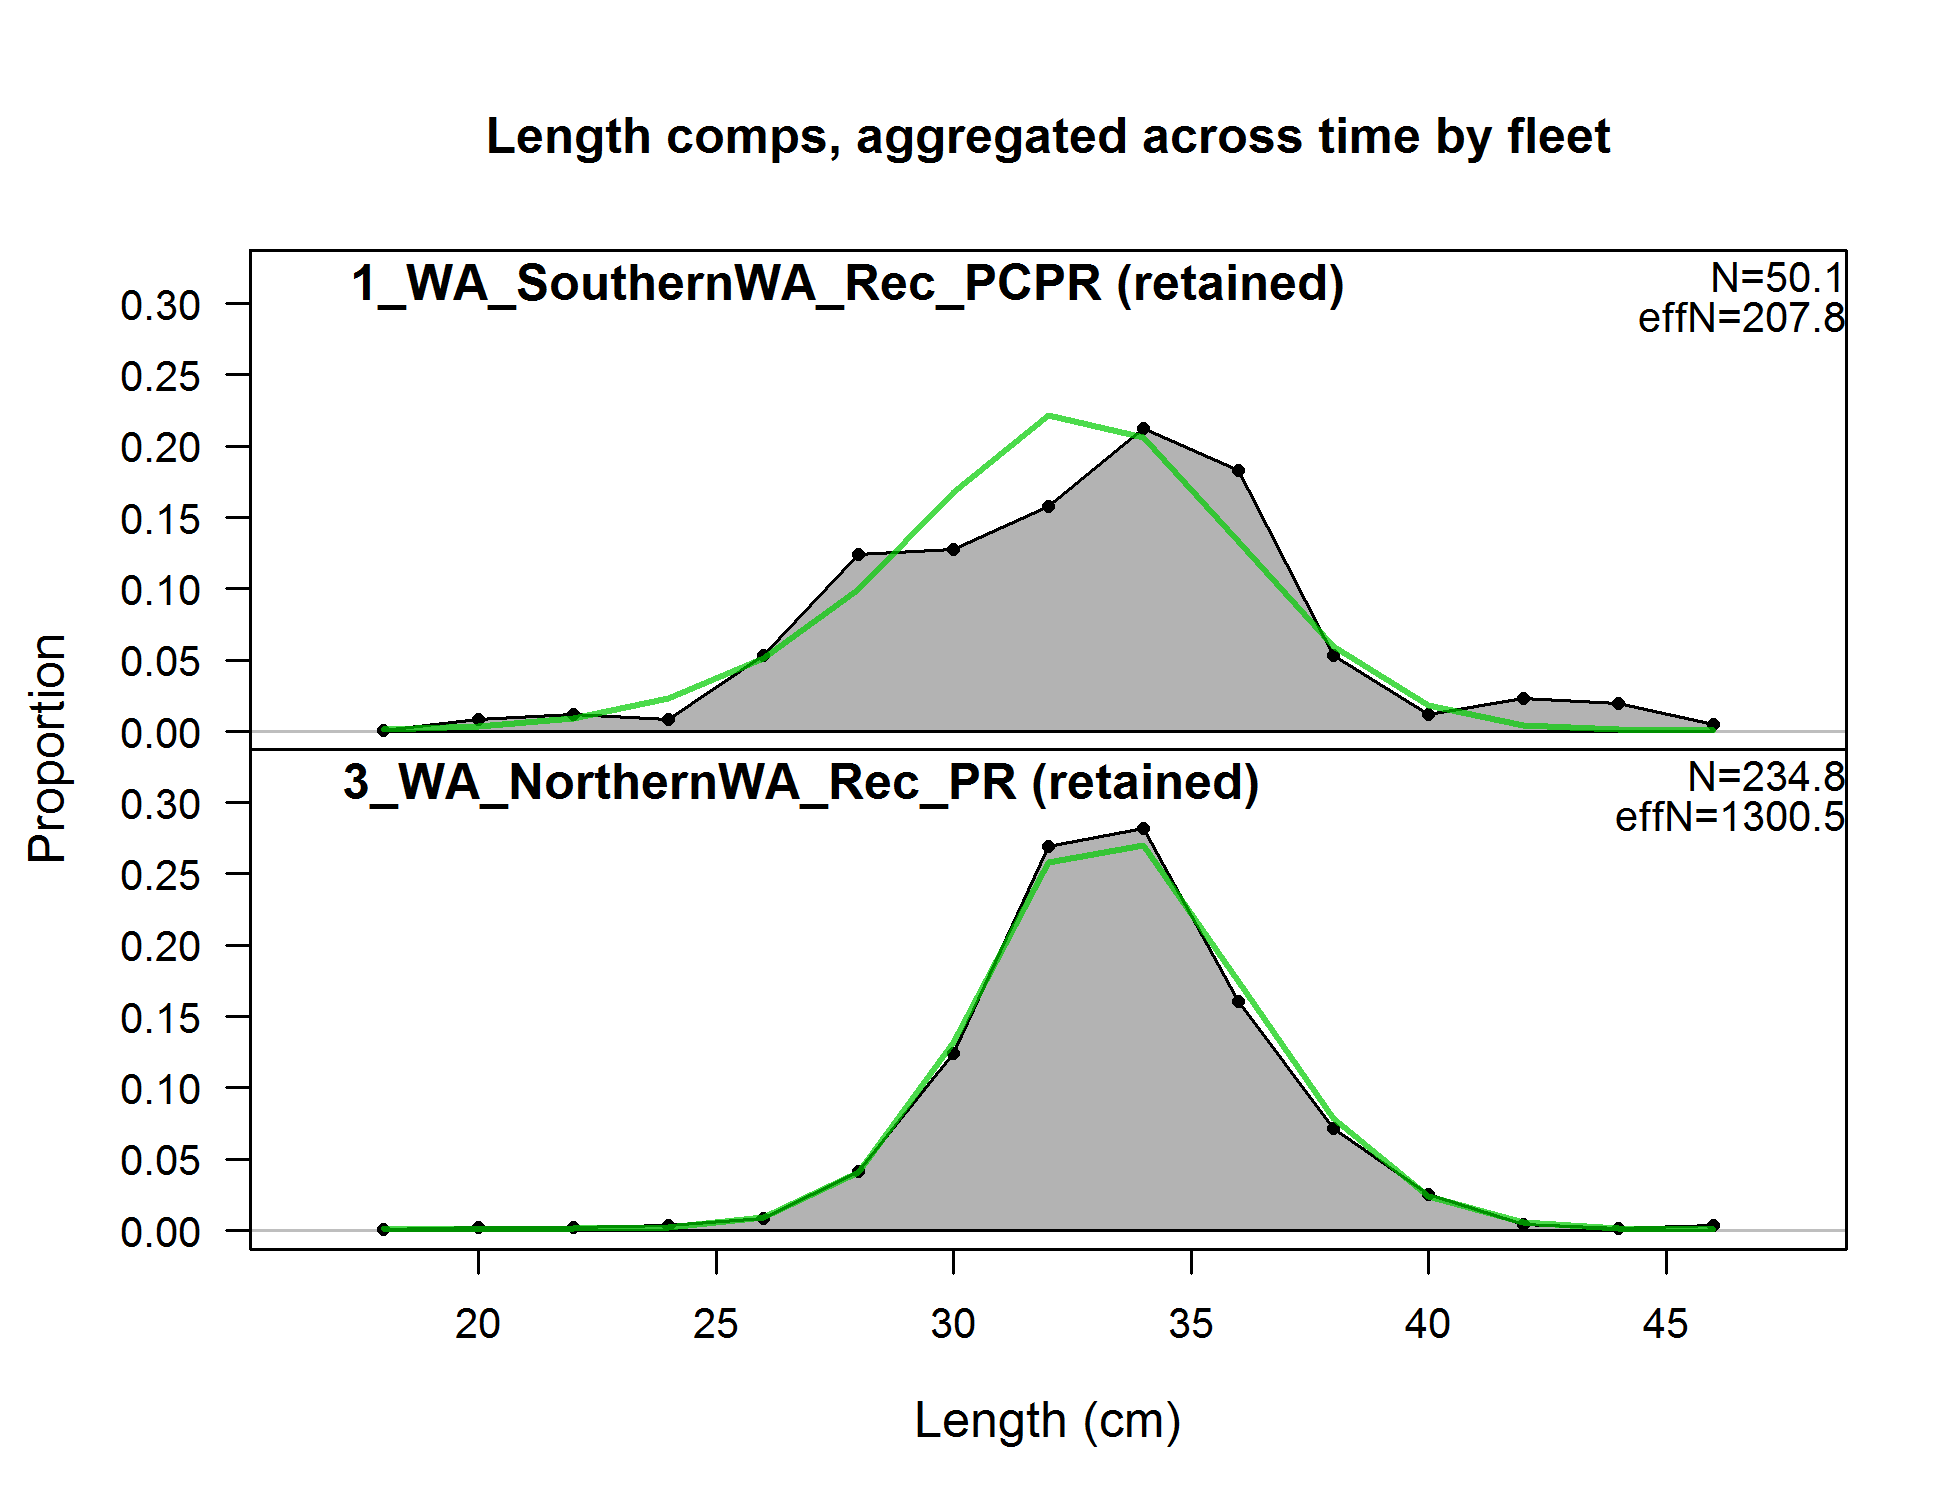 Length comps, aggregated across time by fleet
1_WA_SouthernWA_Rec_PCPR (retained)
N=50.1
effN=207.8
0.30
0.25
0.20
0.15
0.10
0.05
0.00
3_WA_NorthernWA_Rec_PR (retained)
N=234.8
effN=1300.5
0.30
0.25
0.20
0.15
0.10
0.05
0.00
Proportion
20 25 30 35 40 45
Length (cm)